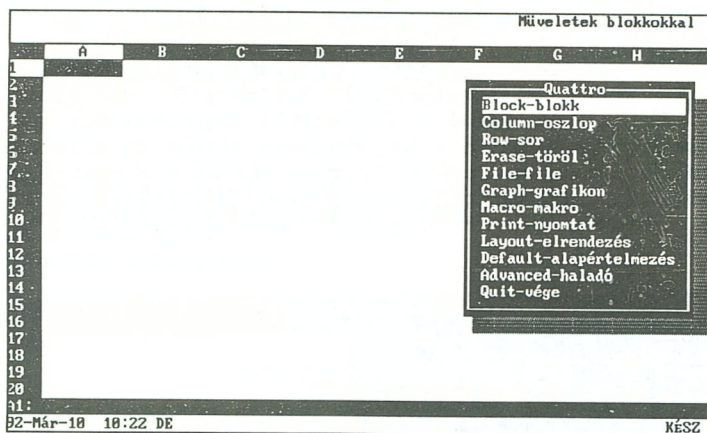 Műveletek blokkokkal
A B C D E F G H
1
2
3
4
5
6
7
8
9
10
11
12
13
14
15
16
17
18
19
20
Quattro
Block-blokk
Column-oszlop
Row-sor
Erase-töröl
File-file
Graph-grafikon
Macro-makro
Print-nyomtat
Layout-elrendezés
Default-alapértelmezés
Advanced-haladó
Quit-vége
A1:
92-Már-10 10:22 DE
KÉSZ